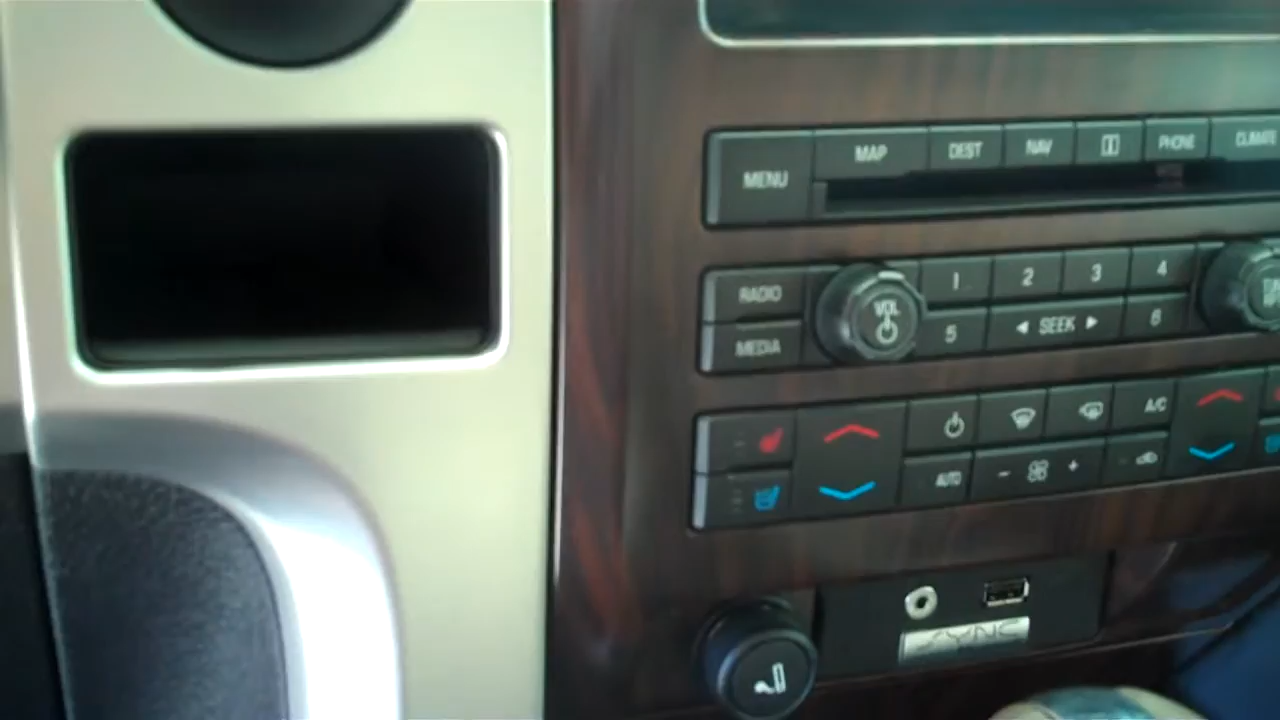 MAP DEST NAV PHONE CLIMATE
MENU
RADIO 1 2 3 4
VOL
MEDIA 5 SEEK 6
A/C
AUTO - +
SYNC